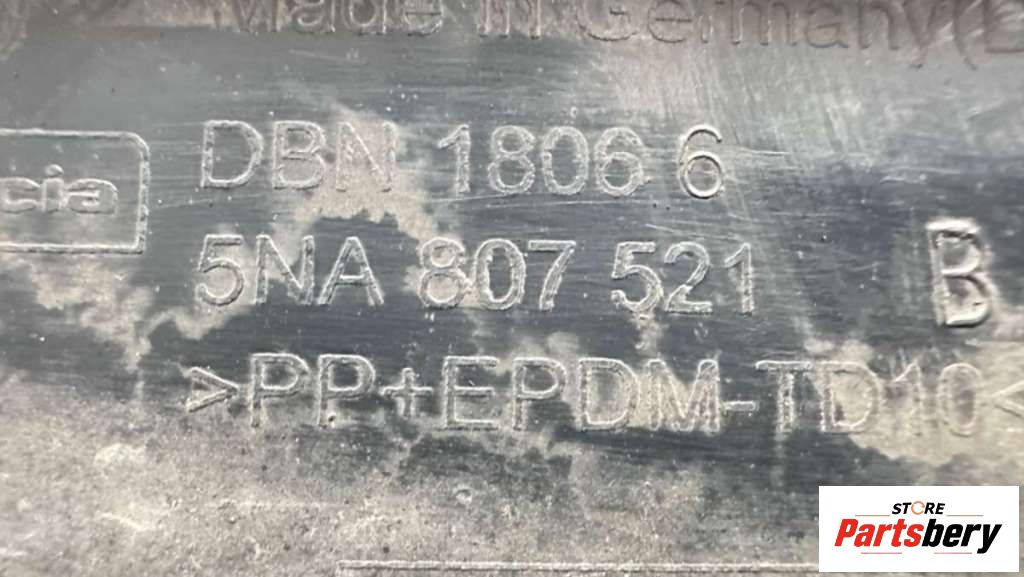 Made in Germany(
DBN 1806 6
cia
5NA 807 521 B
>PP+EPDM-TD10<
STORE
Partsbery